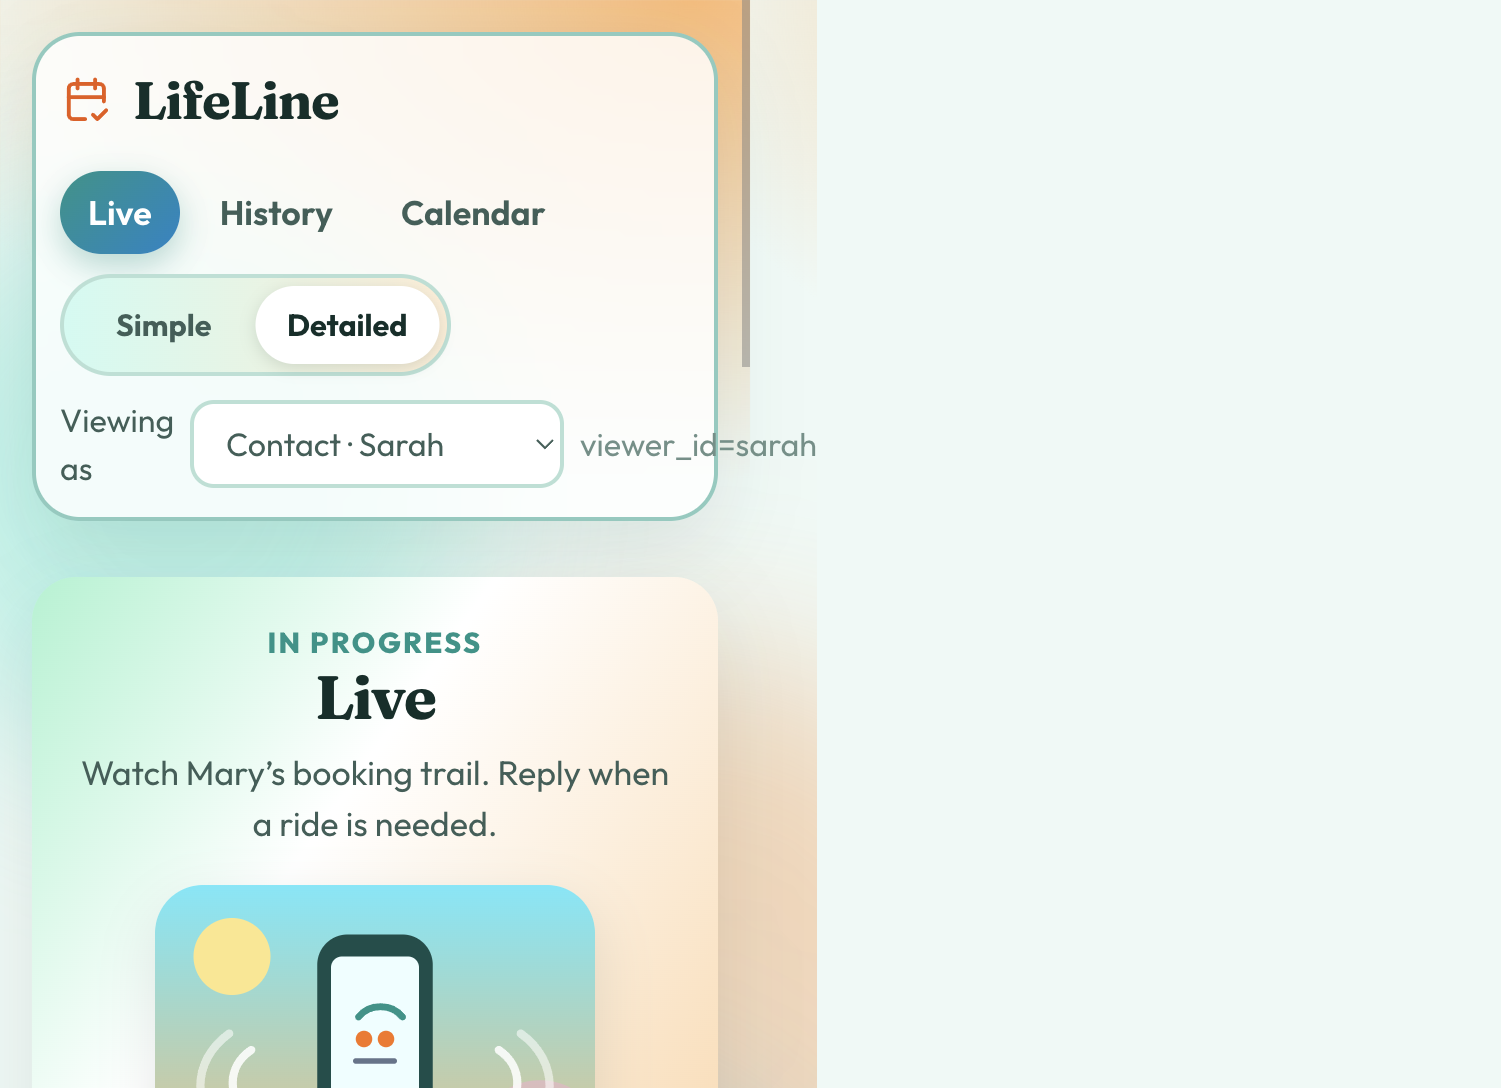 LifeLine
Live History Calendar
Simple Detailed
Viewing as Contact · Sarah viewer_id=sarah
IN PROGRESS
Live
Watch Mary’s booking trail. Reply when
a ride is needed.